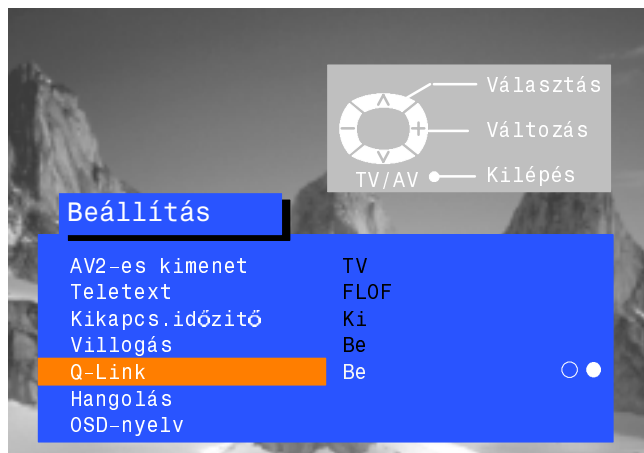 Választás
Változás
TV/AV Kilépés
Beállítás
AV2-es kimenet TV
Teletext FLOF
Kikapcs.időzitő Ki
Villogás Be
Q-Link Be
Hangolás
OSD-nyelv